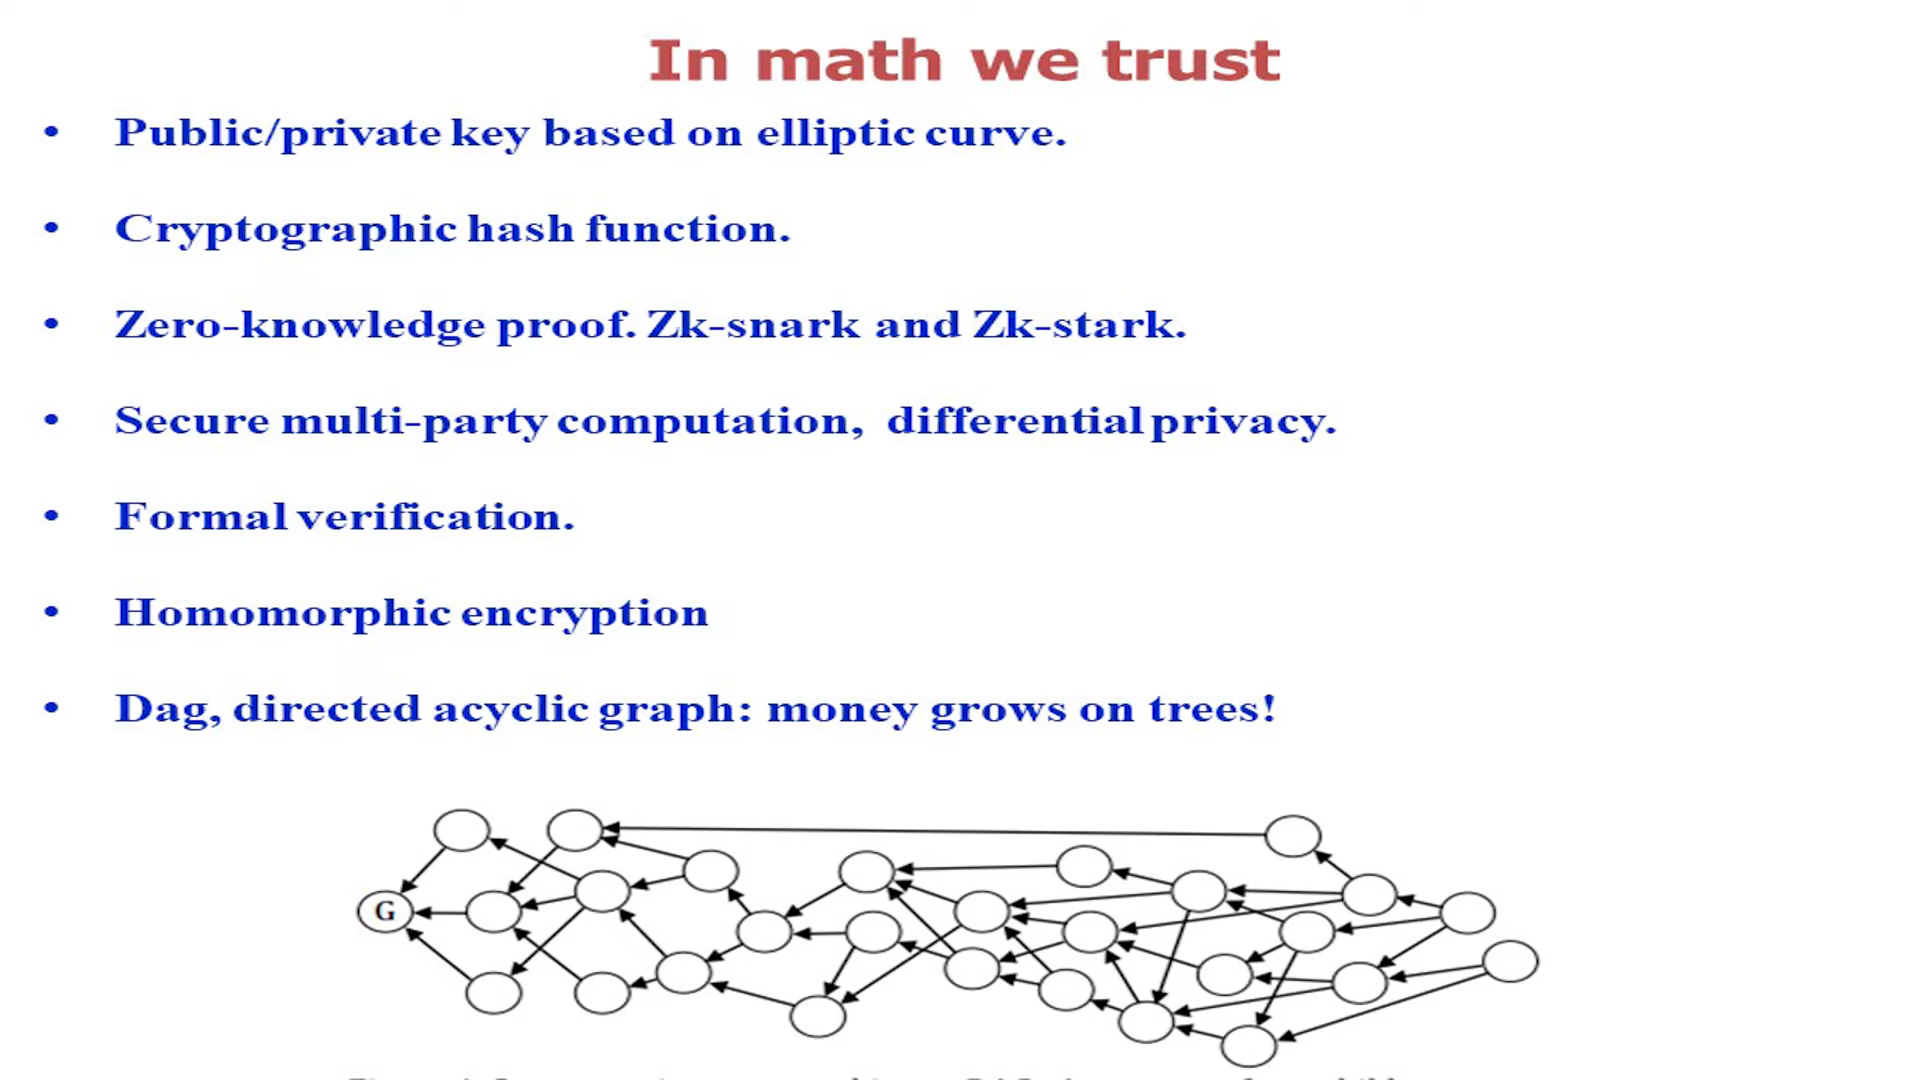 In math we trust
• Public/private key based on elliptic curve.
• Cryptographic hash function.
• Zero-knowledge proof. Zk-snark and Zk-stark.
• Secure multi-party computation, differential privacy.
• Formal verification.
• Homomorphic encryption
• Dag, directed acyclic graph: money grows on trees!
G